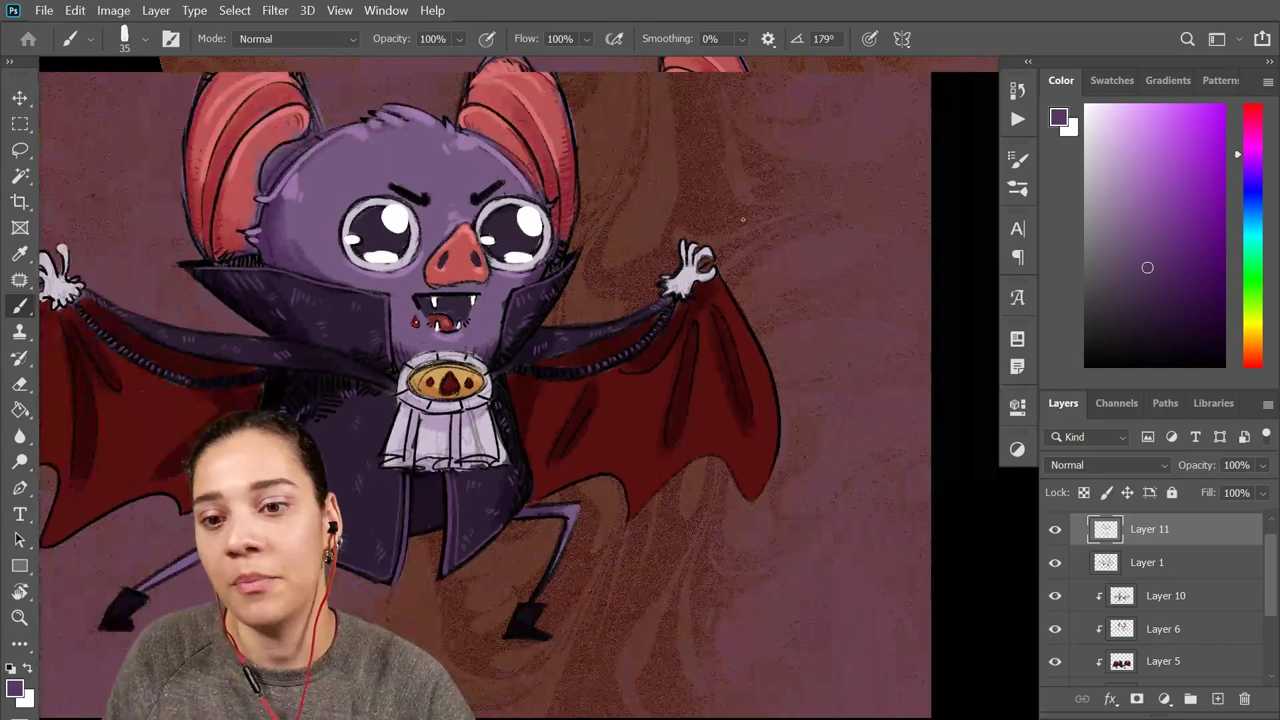 Ps File Edit Image Layer Type Select Filter 3D View Window Help
35 Mode: Normal Opacity: 100% Flow: 100% Smoothing: 0% 179°
Color Swatches Gradients Pattern
Layers Channels Paths Libraries
Kind
Normal Opacity: 100%
Lock: Fill: 100%
Layer 11
Layer 1
Layer 10
Layer 6
Layer 5
fx